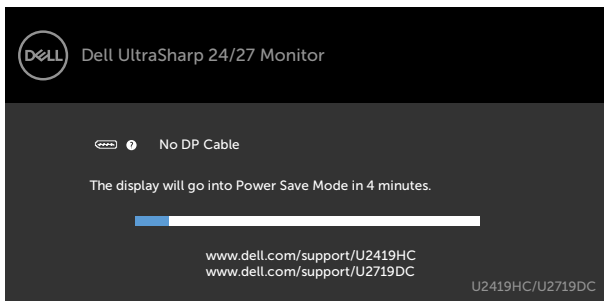 DELL
Dell UltraSharp 24/27 Monitor
? No DP Cable
The display will go into Power Save Mode in 4 minutes.
www.dell.com/support/U2419HC
www.dell.com/support/U2719DC
U2419HC/U2719DC